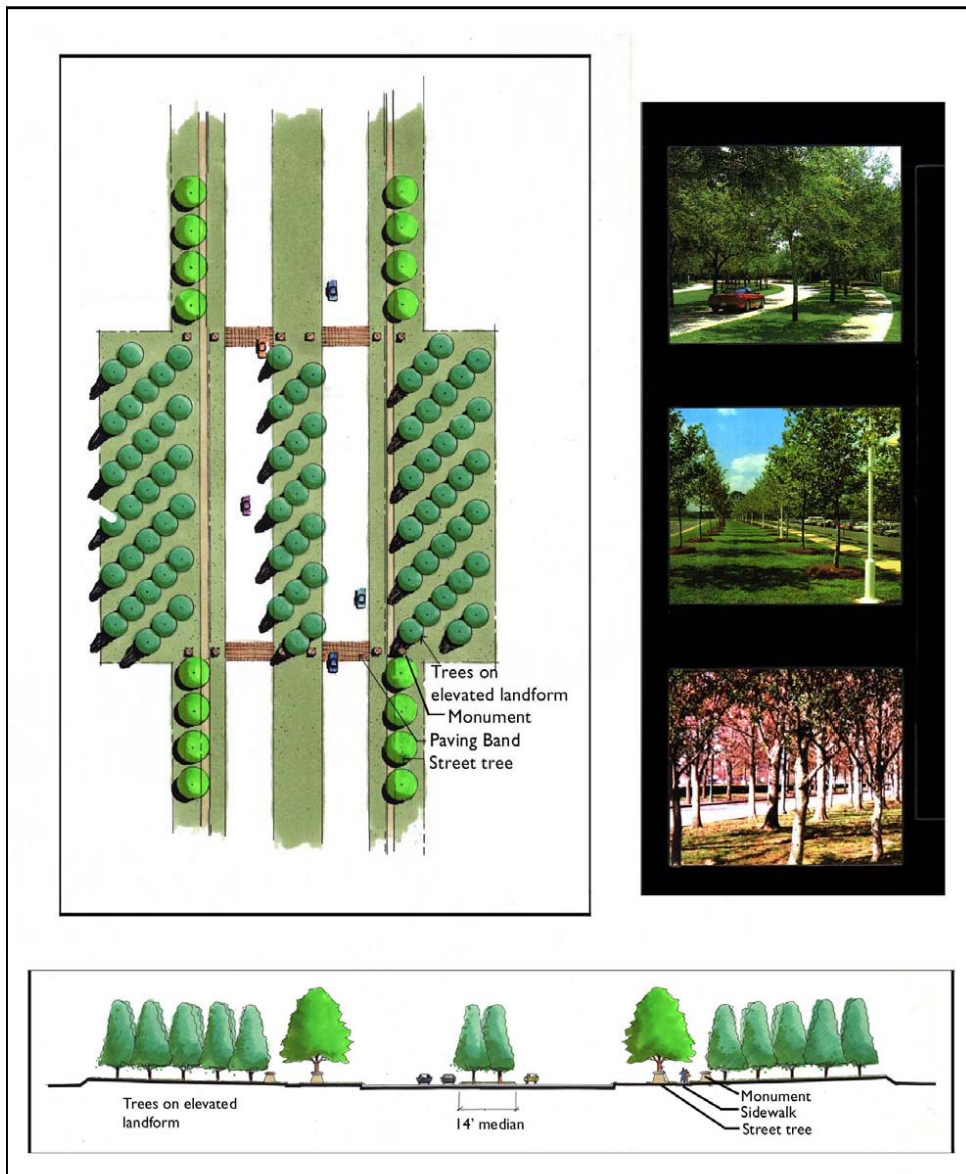 Trees on
elevated landform
Monument
Paving Band
Street tree
Trees on elevated
landform
14' median
Monument
Sidewalk
Street tree